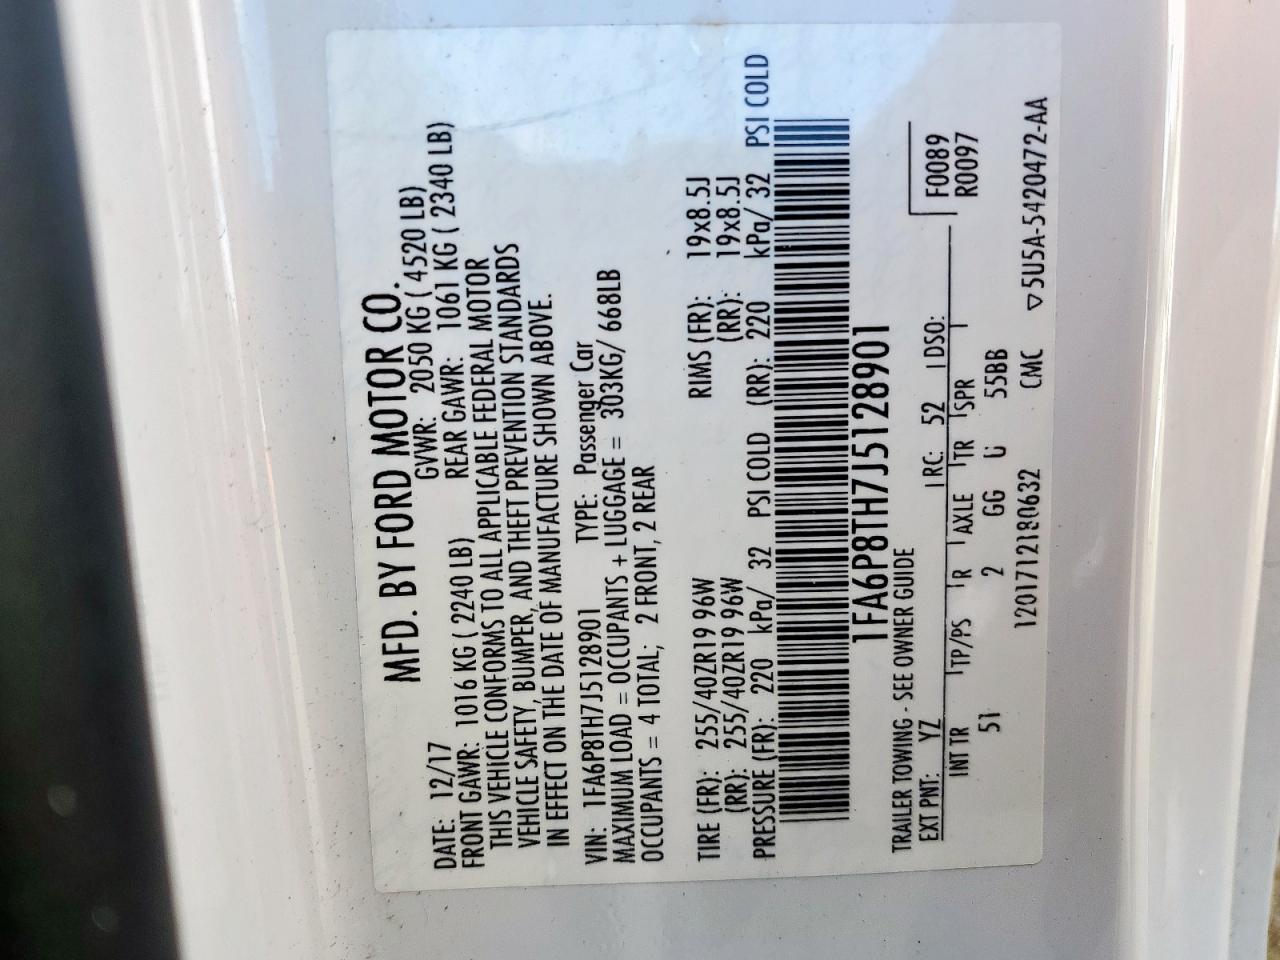 MFD. BY FORD MOTOR CO.
DATE: 12/17 GVWR: 2050 KG ( 4520 LB)
FRONT GAWR: 1016 KG ( 2240 LB) REAR GAWR: 1061 KG ( 2340 LB)
THIS VEHICLE CONFORMS TO ALL APPLICABLE FEDERAL MOTOR
VEHICLE SAFETY, BUMPER, AND THEFT PREVENTION STANDARDS
IN EFFECT ON THE DATE OF MANUFACTURE SHOWN ABOVE.
VIN: 1FA6P8TH7J5128901 TYPE: Passenger Car
MAXIMUM LOAD = OCCUPANTS + LUGGAGE = 303KG/ 668LB
OCCUPANTS = 4 TOTAL; 2 FRONT, 2 REAR
TIRE (FR): 255/40ZR19 96W RIMS (FR): 19x8.5J
(RR): 255/40ZR19 96W (RR): 19x8.5J
PRESSURE (FR): 220 kPa/ 32 PSI COLD (RR): 220 kPa/ 32 PSI COLD
1FA6P8TH7J5128901
TRAILER TOWING - SEE OWNER GUIDE
F0089
EXT PNT: YZ RC: 52 DSO: R0097
INT TR TP/PS R AXLE TR SPR
51 2 GG U 55BB
1201712180632 CMC ▽5U5A-5420472-AA